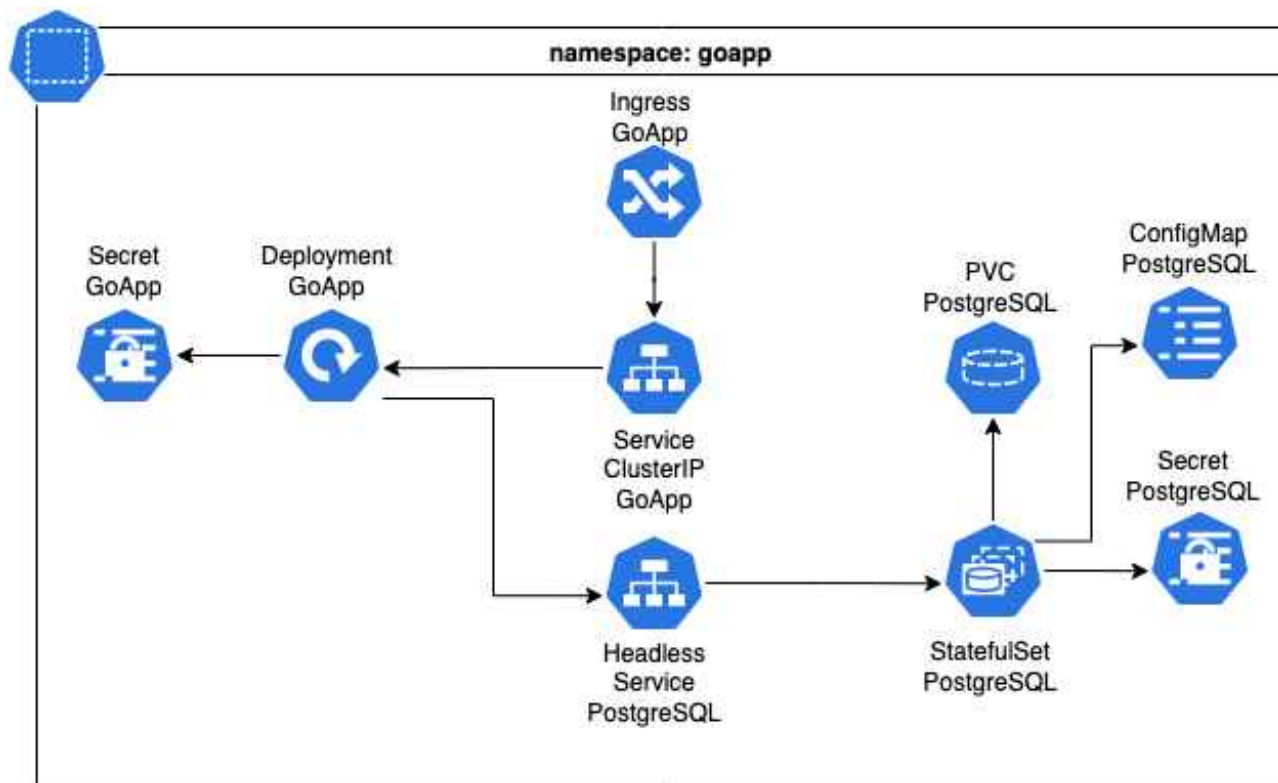 namespace: goapp
Ingress
GoApp
Secret
GoApp
Deployment
GoApp
PVC
PostgreSQL
ConfigMap
PostgreSQL
Service
ClusterIP
GoApp
Secret
PostgreSQL
Headless
Service
PostgreSQL
StatefulSet
PostgreSQL